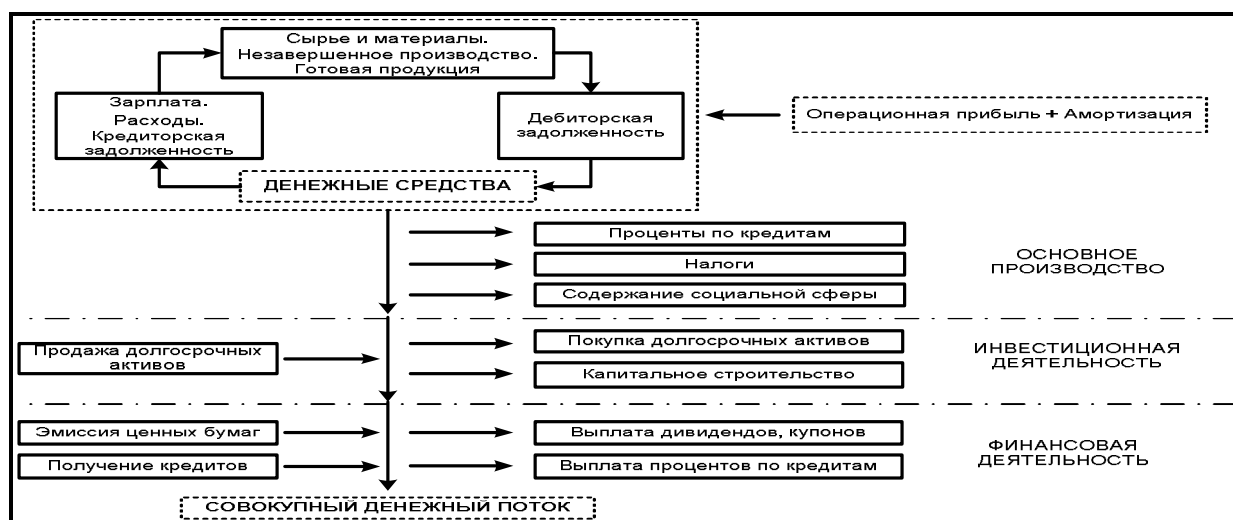 Сырье и материалы.
Незавершенное производство.
Готовая продукция
Зарплата.
Расходы.
Кредиторская
задолженность
Дебиторская
задолженность
Операционная прибыль + Амортизация
ДЕНЕЖНЫЕ СРЕДСТВА
Проценты по кредитам
Налоги
Содержание социальной сферы
ОСНОВНОЕ
ПРОИЗВОДСТВО
Продажа долгосрочных
активов
Покупка долгосрочных активов
Капитальное строительство
ИНВЕСТИЦИОННАЯ
ДЕЯТЕЛЬНОСТЬ
Эмиссия ценных бумаг
Получение кредитов
Выплата дивидендов, купонов
Выплата процентов по кредитам
ФИНАНСОВАЯ
ДЕЯТЕЛЬНОСТЬ
СОВОКУПНЫЙ ДЕНЕЖНЫЙ ПОТОК